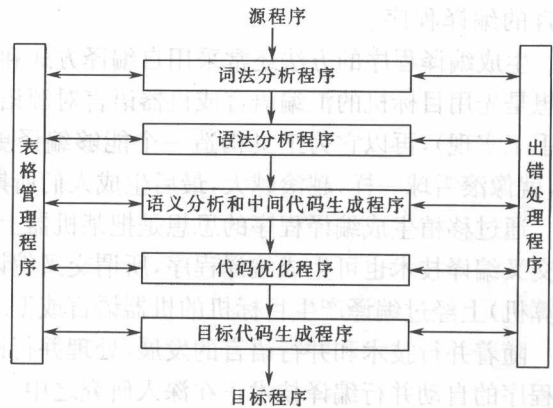 源程序
词法分析程序
语法分析程序
语义分析和中间代码生成程序
代码优化程序
目标代码生成程序
目标程序
表格管理程序
出错处理程序